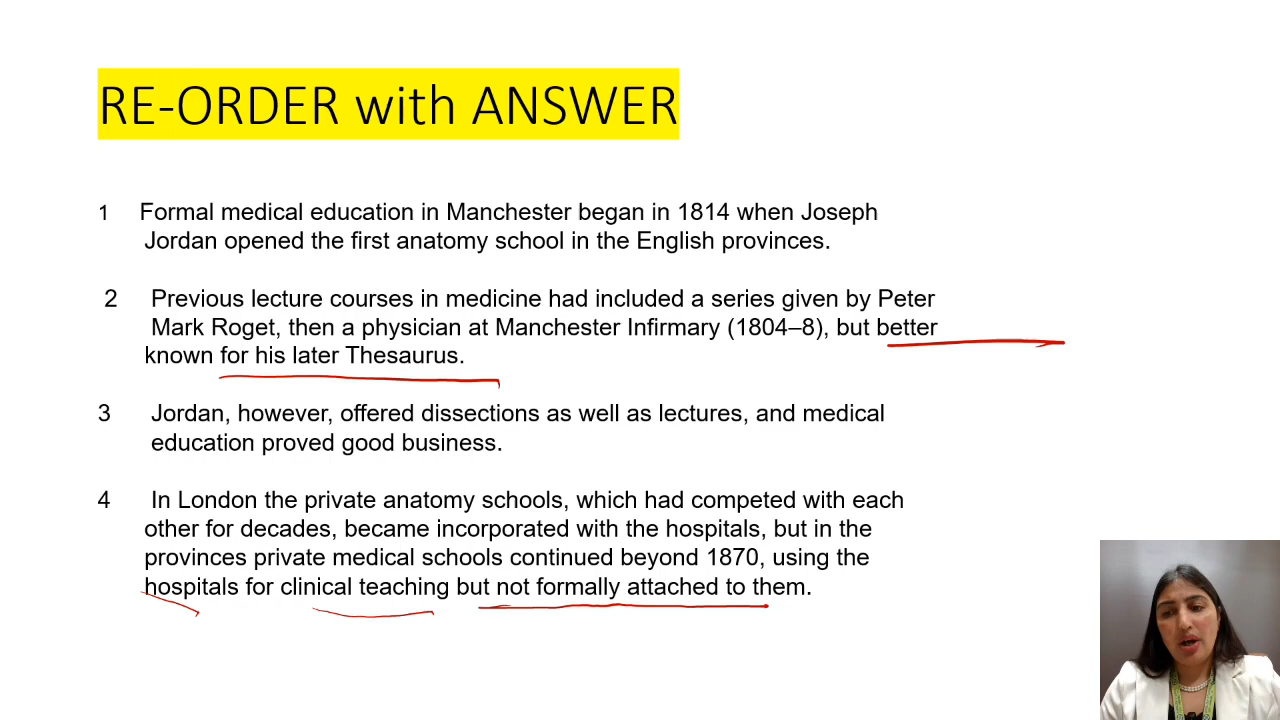 RE-ORDER with ANSWER
1 Formal medical education in Manchester began in 1814 when Joseph
Jordan opened the first anatomy school in the English provinces.
2 Previous lecture courses in medicine had included a series given by Peter
Mark Roget, then a physician at Manchester Infirmary (1804–8), but better
known for his later Thesaurus.
3 Jordan, however, offered dissections as well as lectures, and medical
education proved good business.
4 In London the private anatomy schools, which had competed with each
other for decades, became incorporated with the hospitals, but in the
provinces private medical schools continued beyond 1870, using the
hospitals for clinical teaching but not formally attached to them.